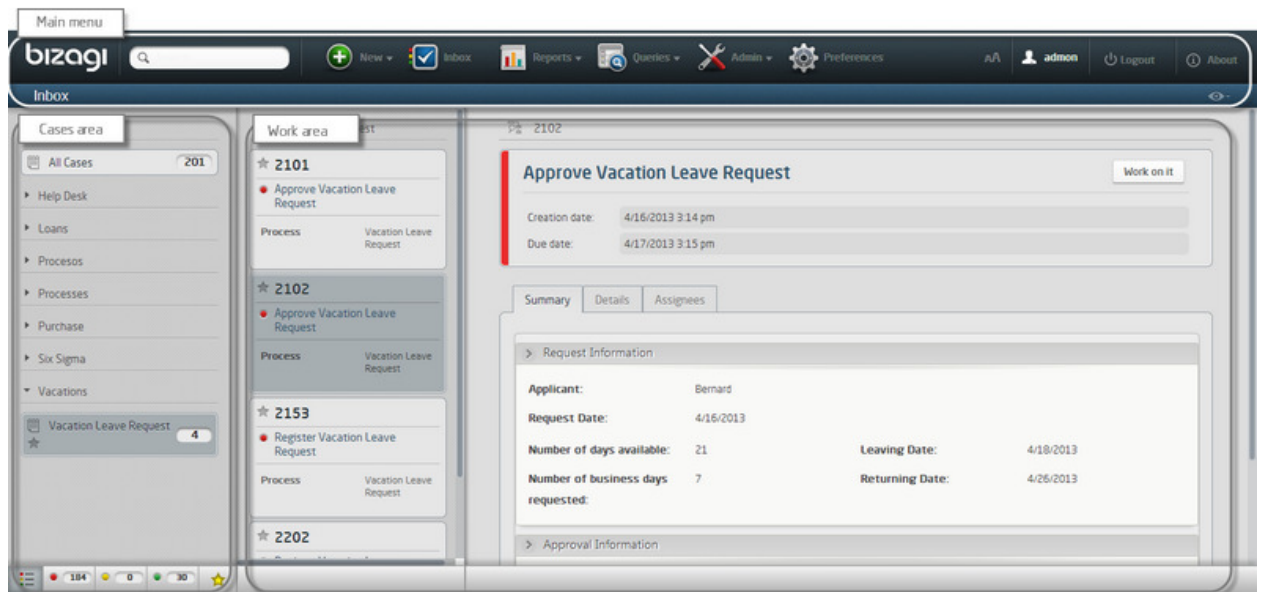 Main menu
bizagi
New
Inbox
Reports
Queries
Admin
Preferences
AA
admon
Logout
About
Inbox
Cases area
All Cases 201
Help Desk
Loans
Procesos
Processes
Purchase
Six Sigma
Vacations
Vacation Leave Request 4
184 0 30
Work area
2101
Approve Vacation Leave
Request
Process Vacation Leave
Request
2102
Approve Vacation Leave
Request
Process Vacation Leave
Request
2153
Register Vacation Leave
Request
Process Vacation Leave
Request
2202
2102
Approve Vacation Leave Request
Work on it
Creation date: 4/16/2013 3:14 pm
Due date: 4/17/2013 3:15 pm
Summary Details Assignees
Request Information
Applicant: Bernard
Request Date: 4/16/2013
Number of days available: 21 Leaving Date: 4/18/2013
Number of business days 7 Returning Date: 4/26/2013
requested:
Approval Information